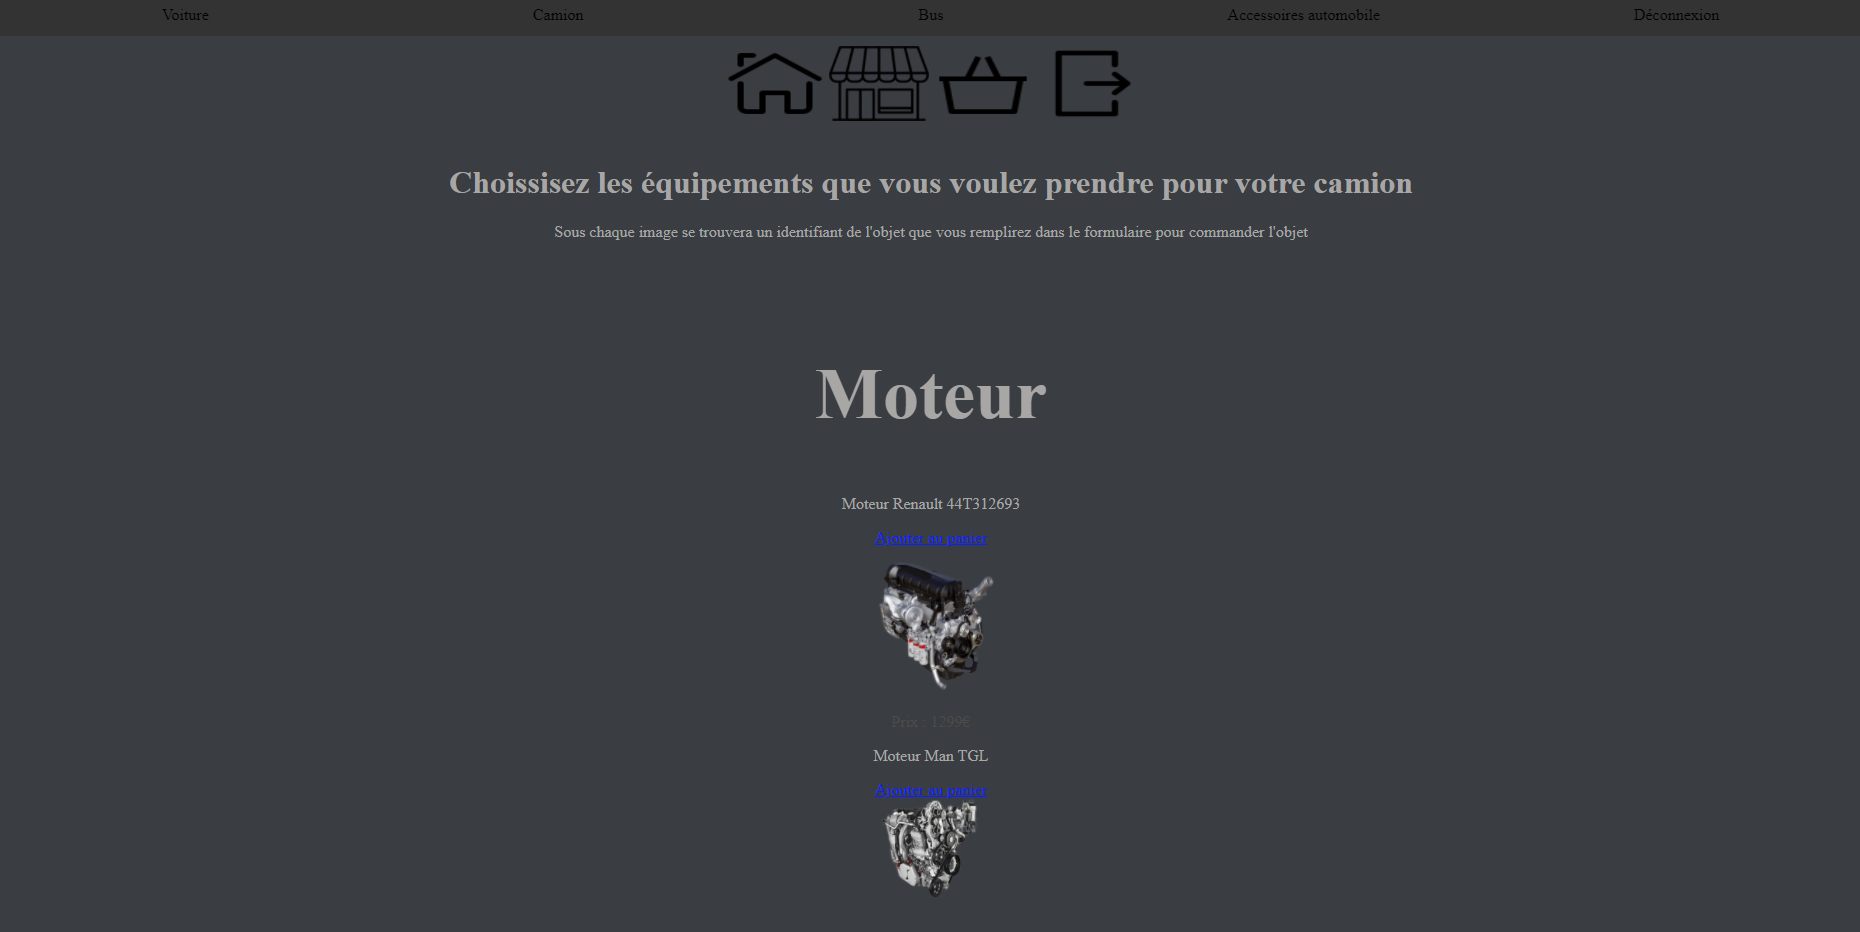 Voiture Camion Bus Accessoires automobile Déconnexion
Choissisez les équipements que vous voulez prendre pour votre camion
Sous chaque image se trouvera un identifiant de l'objet que vous remplirez dans le formulaire pour commander l'objet
Moteur
Moteur Renault 44T312693
Ajouter au panier
Prix : 1299€
Moteur Man TGL
Ajouter au panier